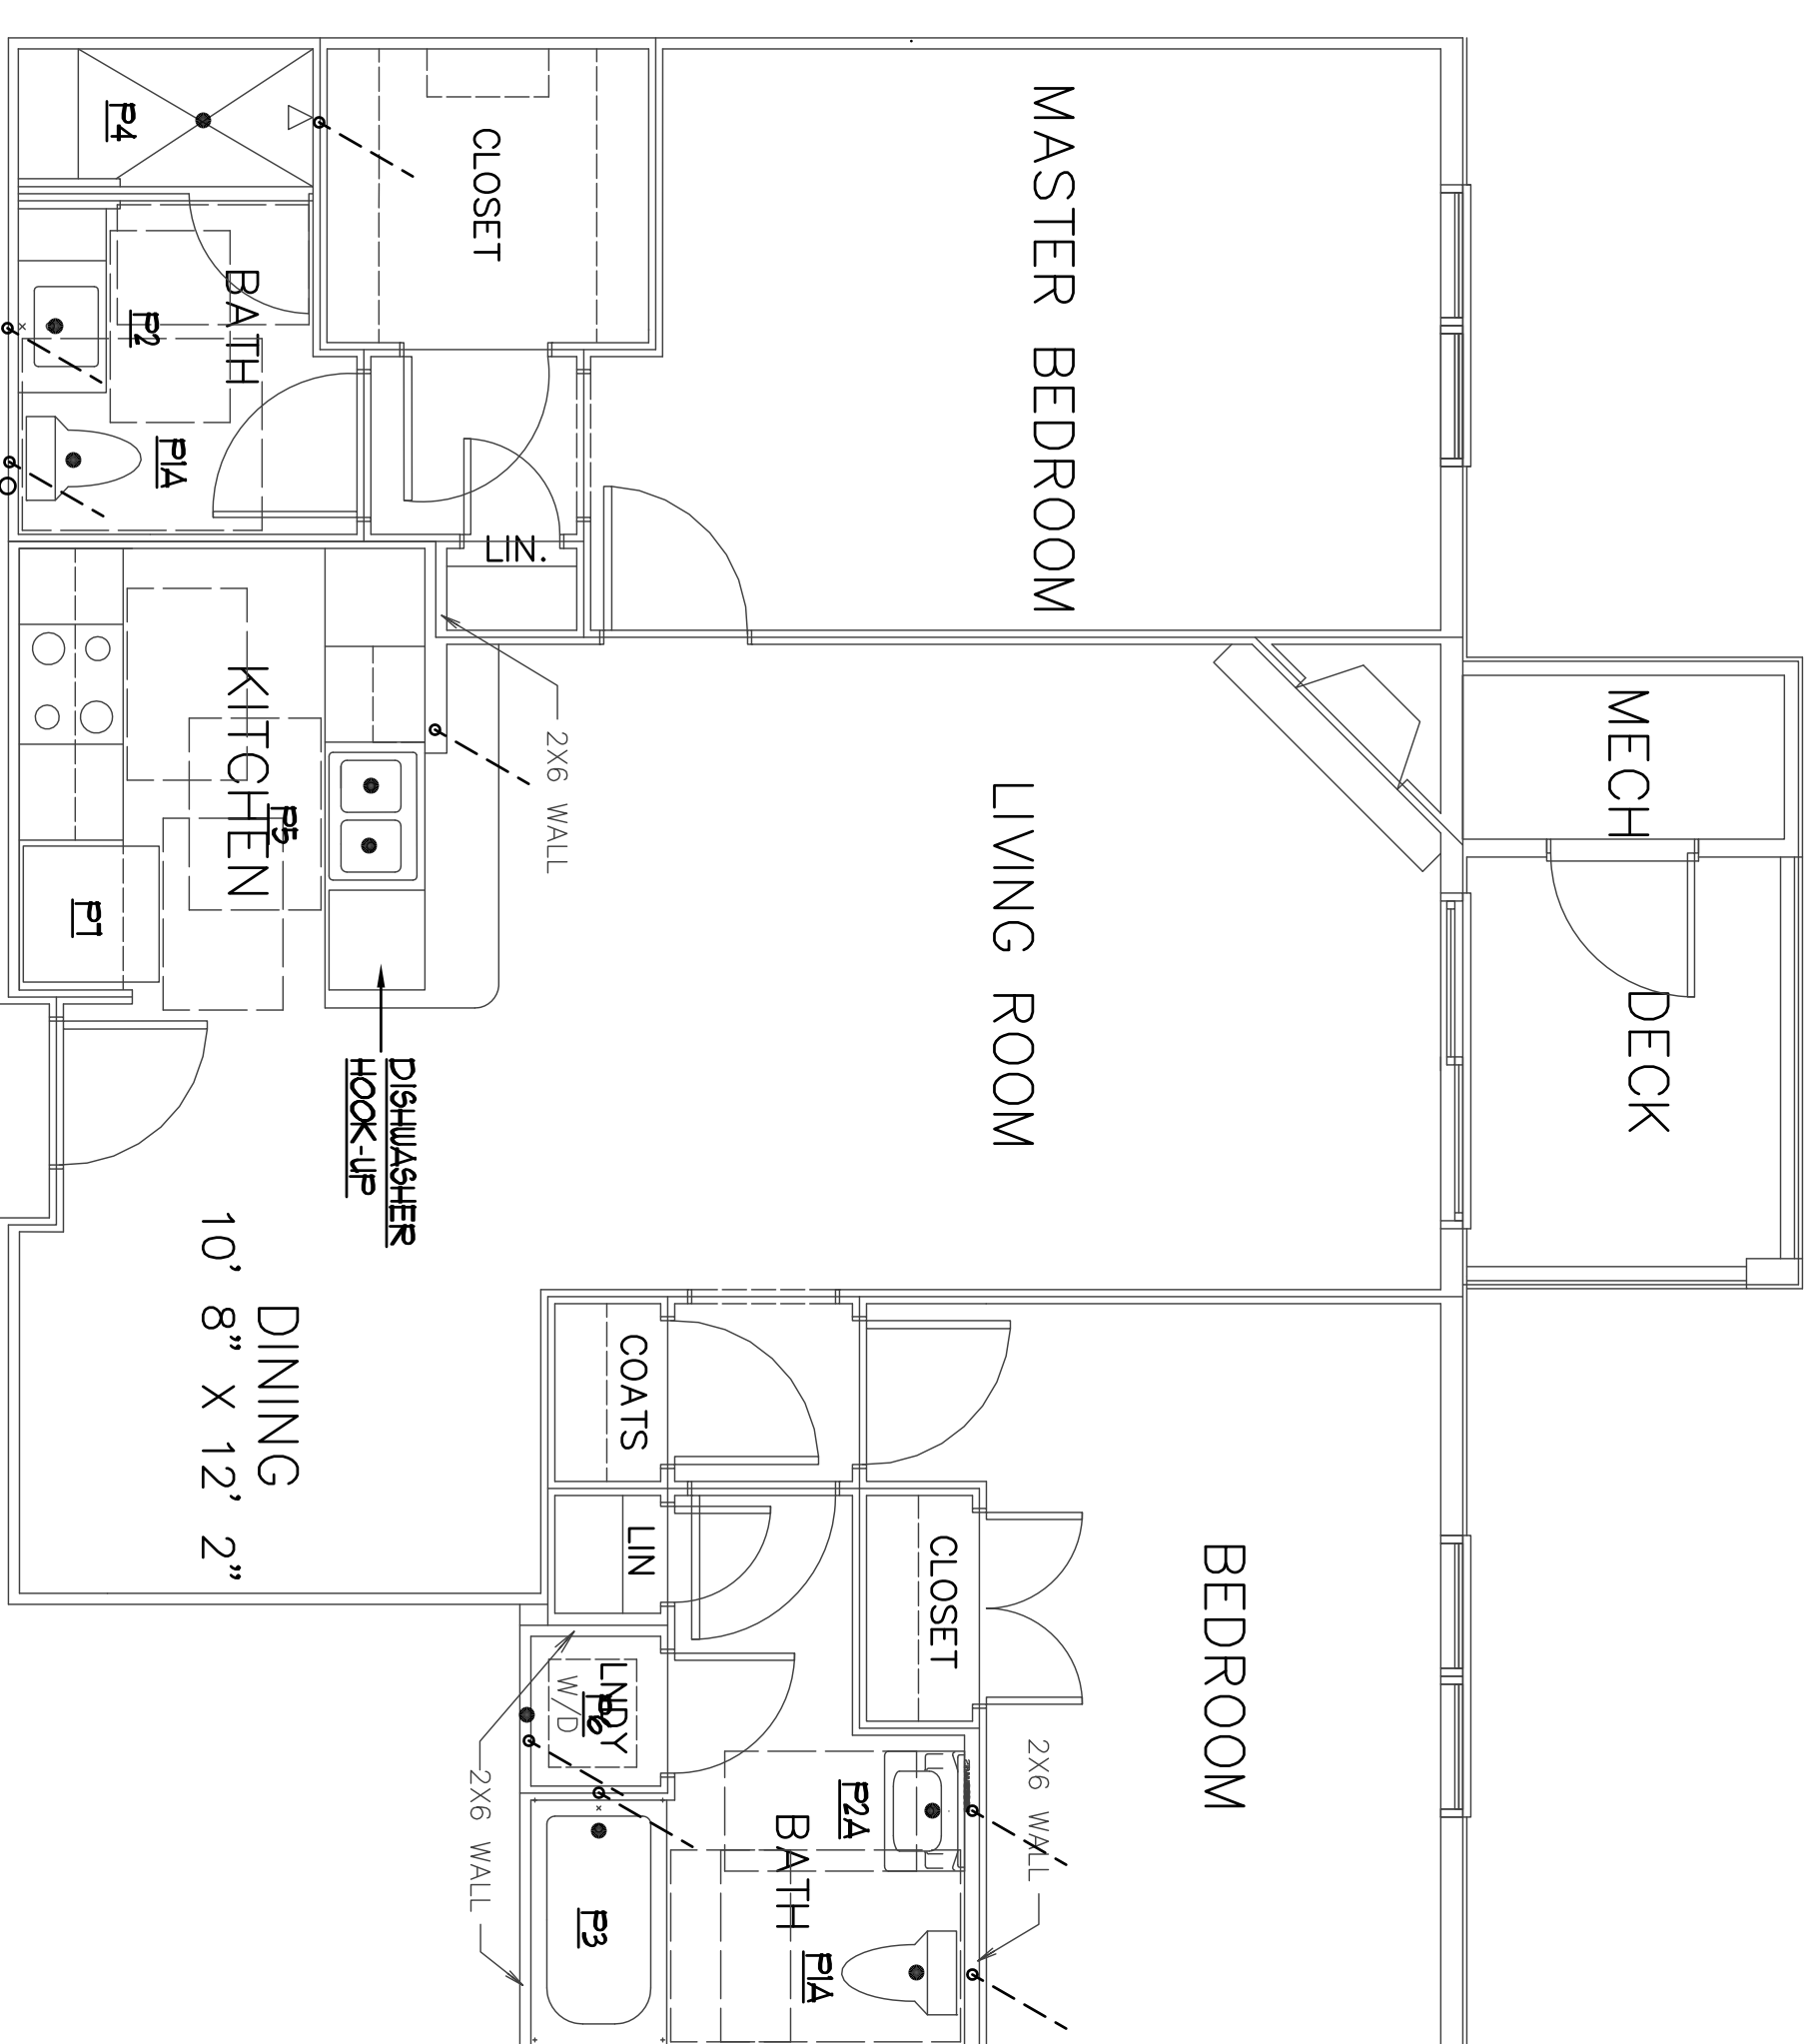 MASTER BEDROOM
CLOSET
P4
BATH
P2
P1A
LIN.
MECH
DECK
LIVING ROOM
2X6 WALL
KITCHEN
P5
P7
DISHWASHER
HOOK-UP
DINING
10' 8" X 12' 2"
COATS
LIN
CLOSET
BEDROOM
LNDY
W/D
P6
2X6 WALL
2X6 WALL
P2A
BATH
P3
P1A